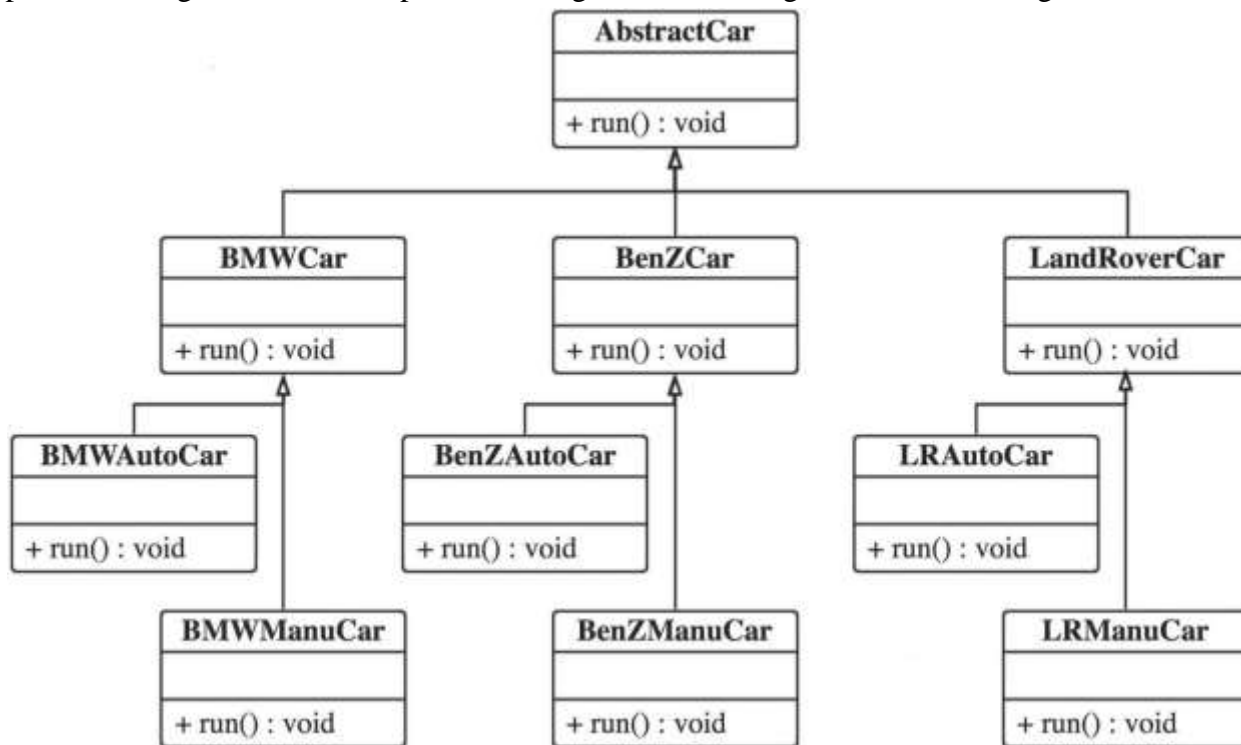 AbstractCar
+ run() : void
BMWCar
BenZCar
LandRoverCar
+ run() : void
+ run() : void
+ run() : void
BMWAutoCar
BenZAutoCar
LRAutoCar
+ run() : void
+ run() : void
+ run() : void
BMWManuCar
BenZManuCar
LRManuCar
+ run() : void
+ run() : void
+ run() : void